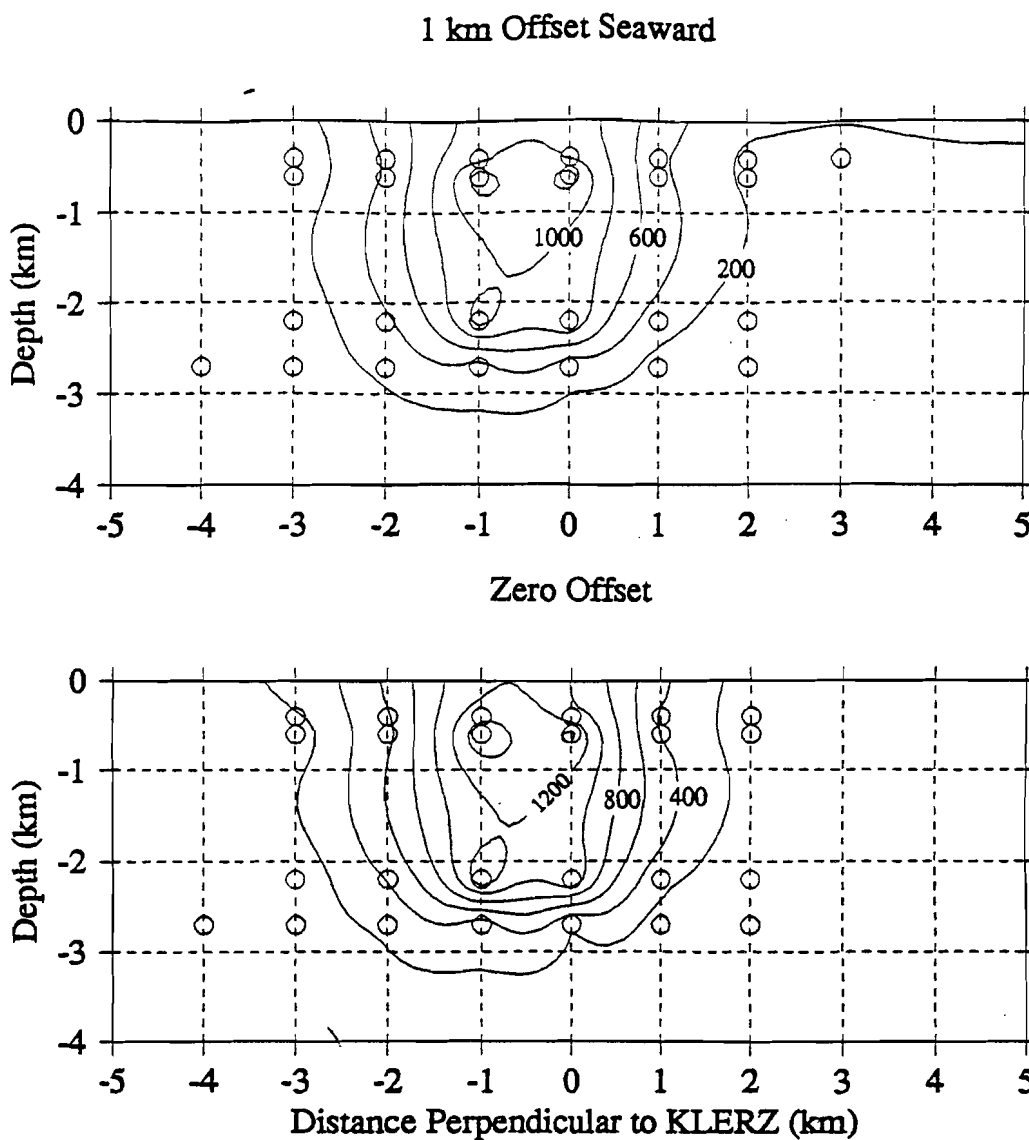 1 km Offset Seaward
0
-1
-2
-3
-4
Depth (km)
1000
600
200
-5 -4 -3 -2 -1 0 1 2 3 4 5
Zero Offset
0
-1
-2
-3
-4
Depth (km)
1200
800
400
-5 -4 -3 -2 -1 0 1 2 3 4 5
Distance Perpendicular to KLERZ (km)